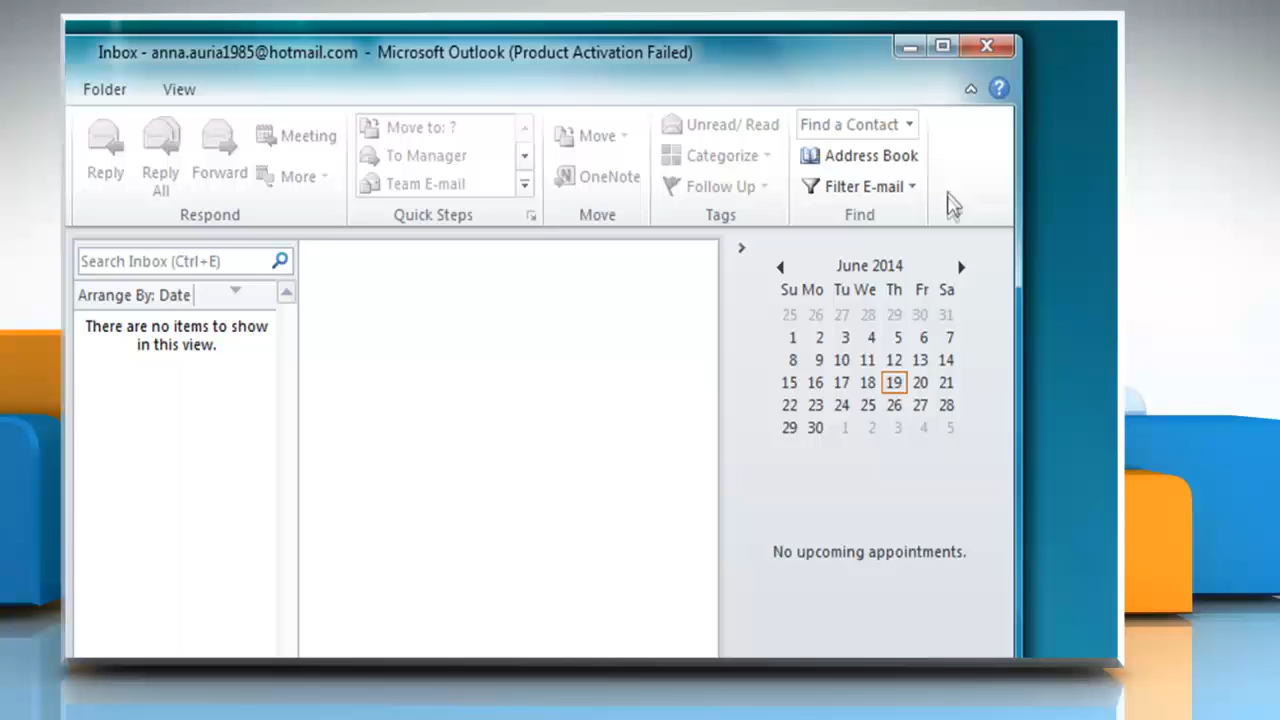 Inbox - anna.auria1985@hotmail.com - Microsoft Outlook (Product Activation Failed)
Folder View
Reply
Reply All
Forward
Meeting
More
Respond
Move to: ?
To Manager
Team E-mail
Quick Steps
Move
OneNote
Move
Unread/ Read
Categorize
Follow Up
Tags
Find a Contact
Address Book
Filter E-mail
Find
Search Inbox (Ctrl+E)
Arrange By: Date
There are no items to show
in this view.
June 2014
Su Mo Tu We Th Fr Sa
25 26 27 28 29 30 31
1 2 3 4 5 6 7
8 9 10 11 12 13 14
15 16 17 18 19 20 21
22 23 24 25 26 27 28
29 30 1 2 3 4 5
No upcoming appointments.